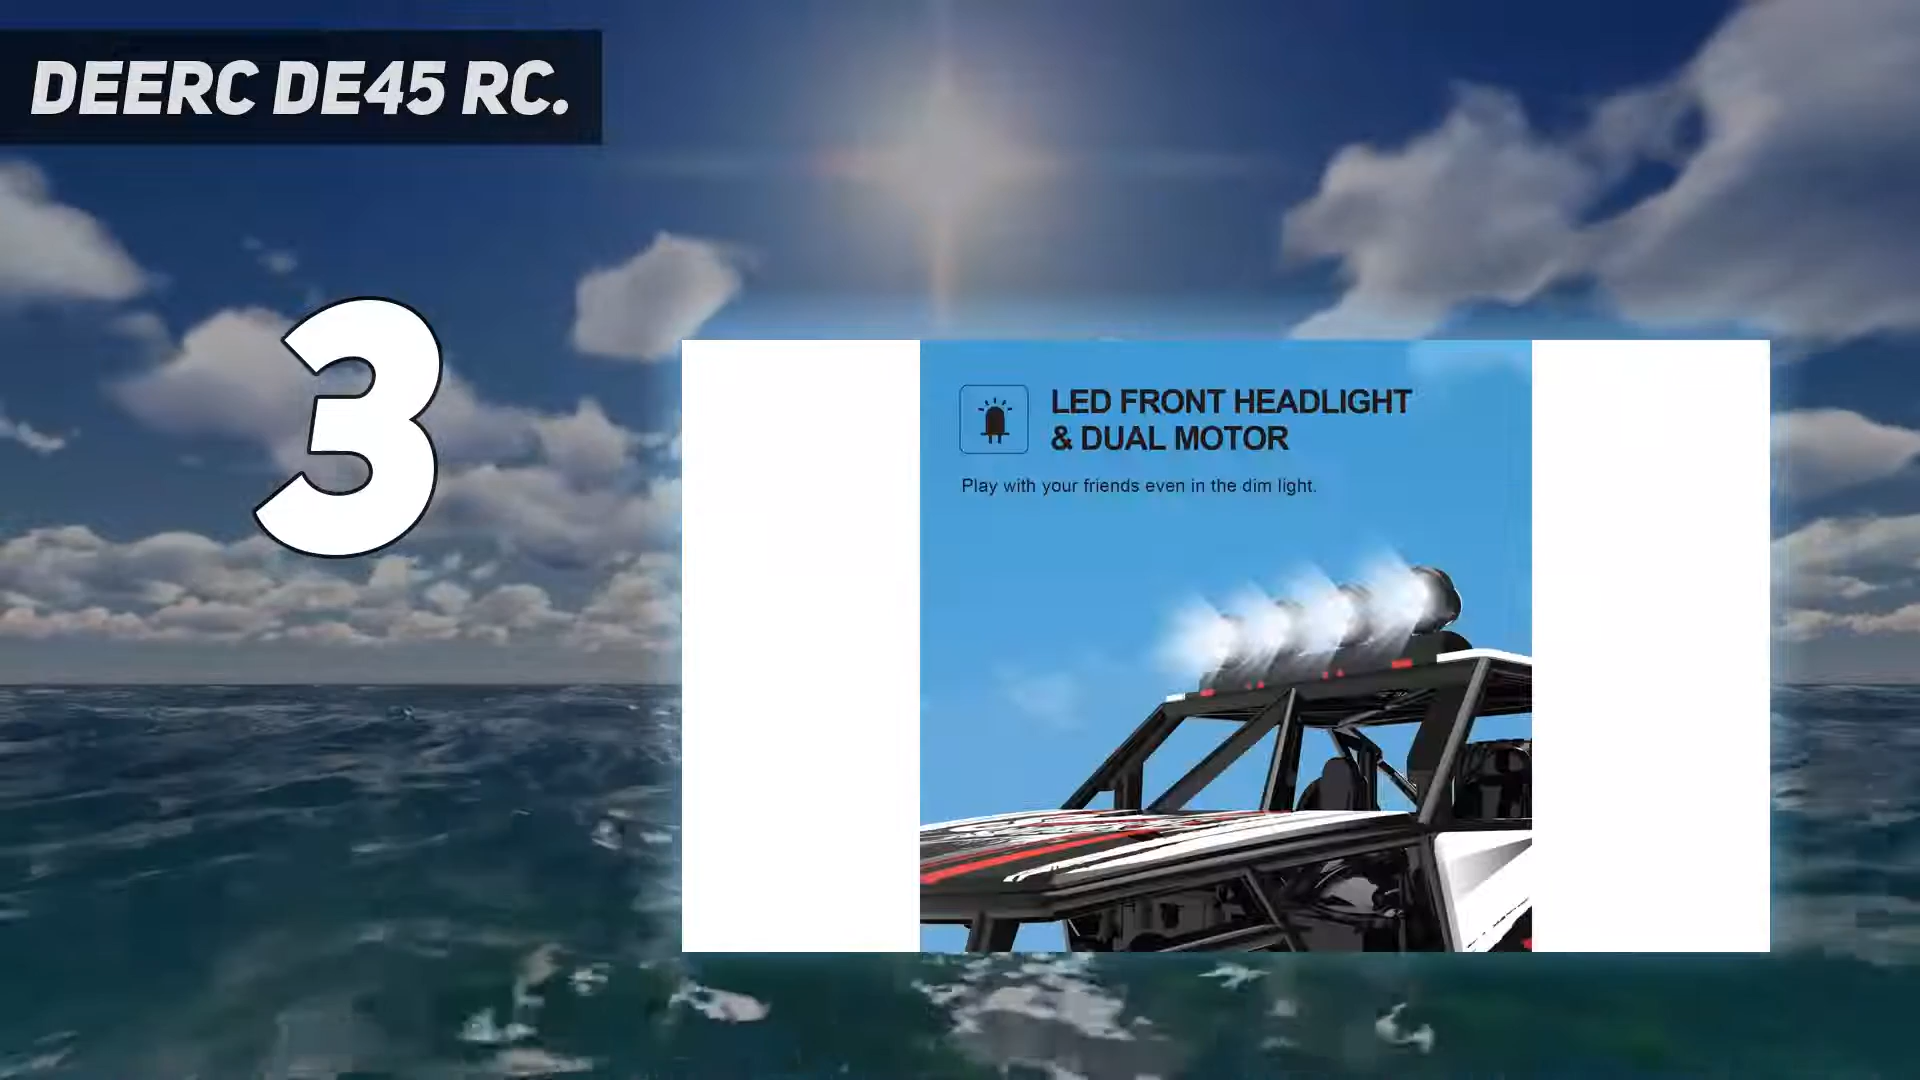 DEERC DE45 RC.
3
LED FRONT HEADLIGHT
& DUAL MOTOR
Play with your friends even in the dim light.